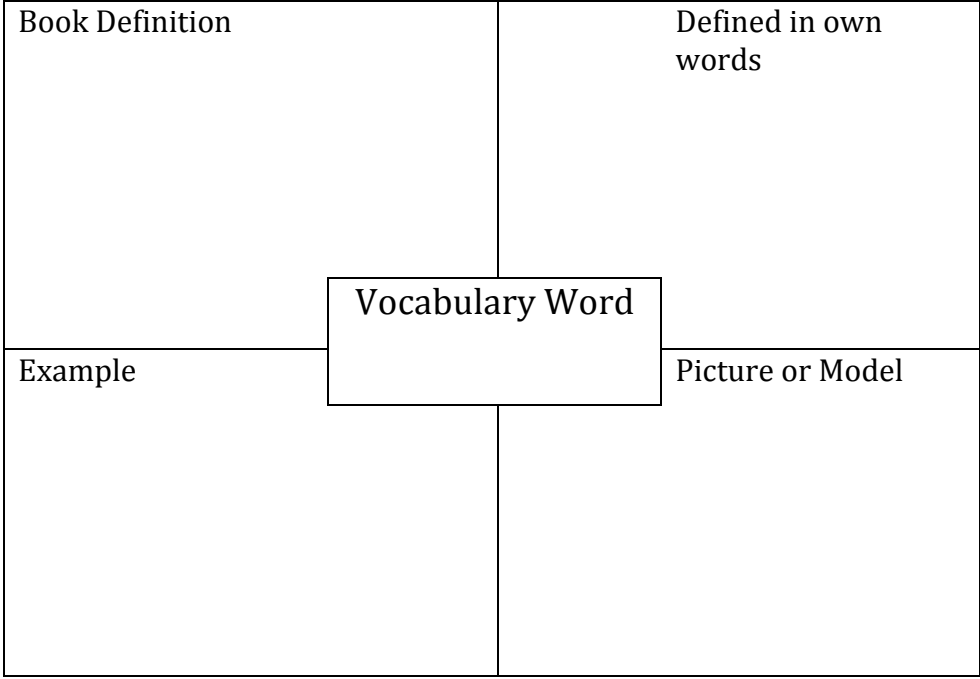 Book Definition
Defined in own
words
Vocabulary Word
Example
Picture or Model